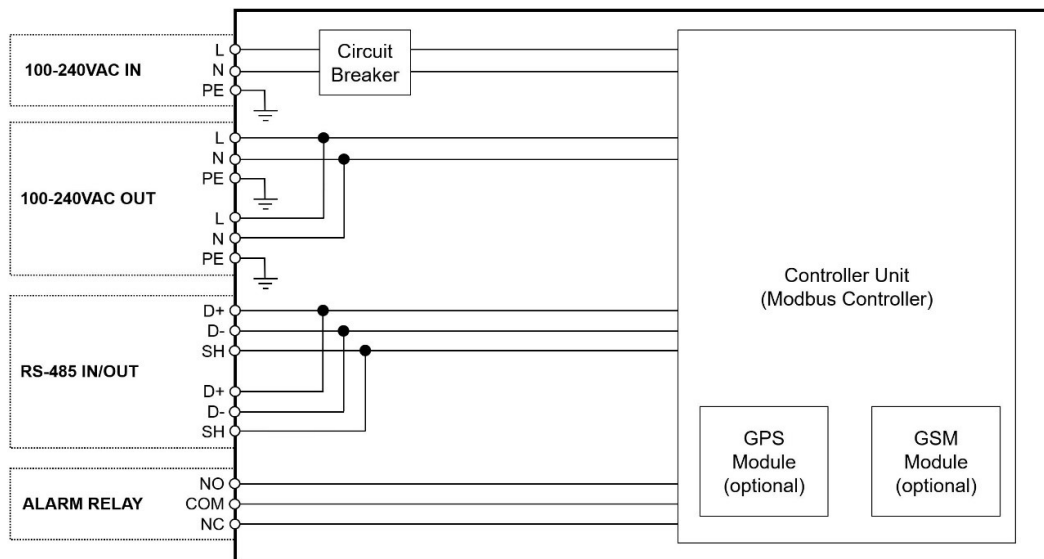 100-240VAC IN
L
N
PE
Circuit
Breaker
100-240VAC OUT
L
N
PE
L
N
PE
RS-485 IN/OUT
D+
D-
SH
D+
D-
SH
ALARM RELAY
NO
COM
NC
Controller Unit
(Modbus Controller)
GPS
Module
(optional)
GSM
Module
(optional)